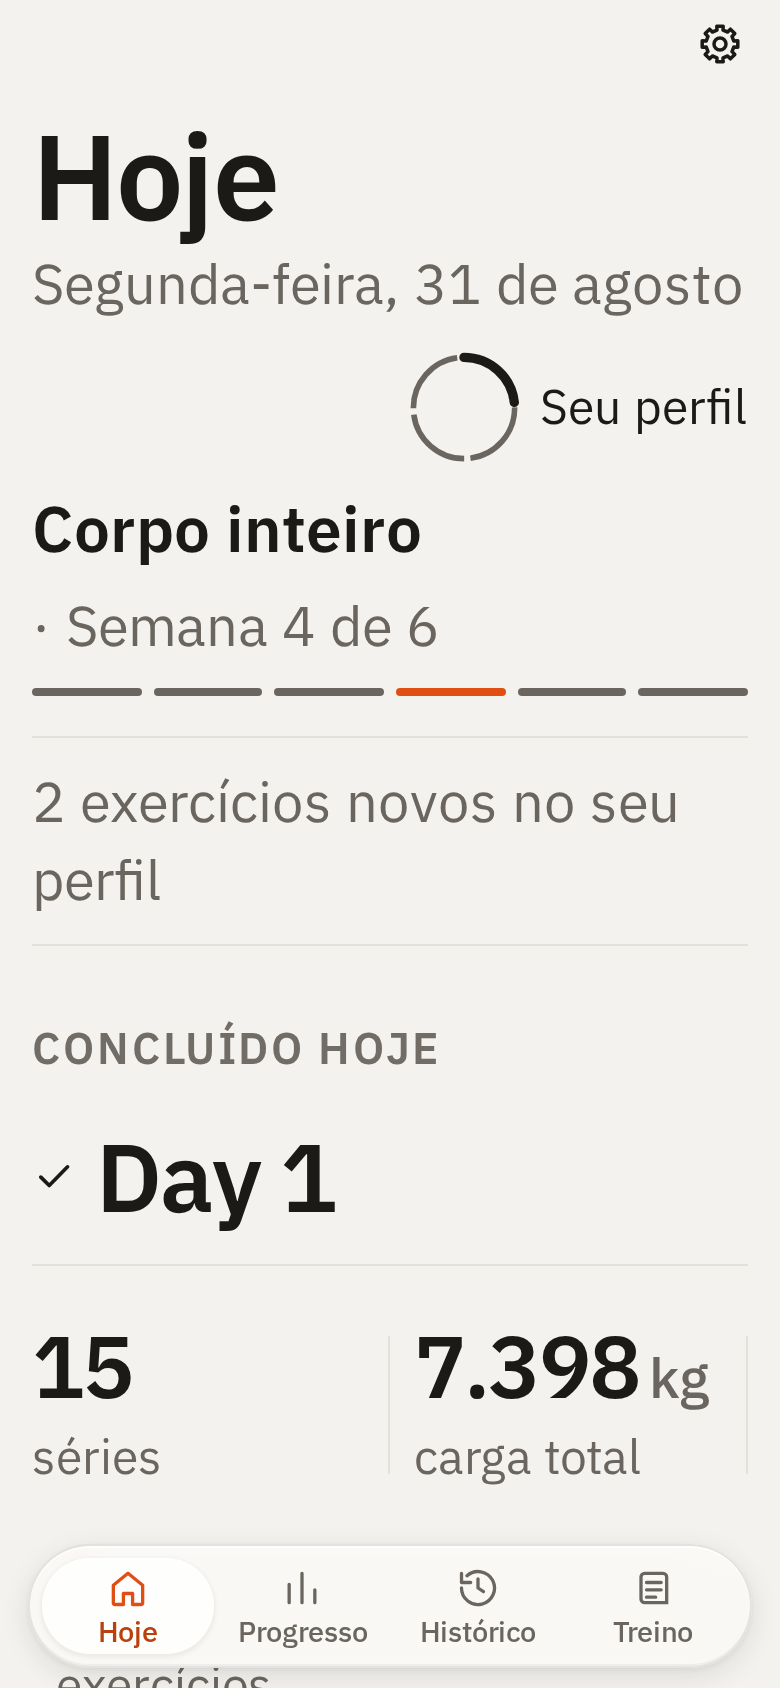 Hoje
Segunda-feira, 31 de agosto
Seu perfil
Corpo inteiro
· Semana 4 de 6
2 exercícios novos no seu
perfil
CONCLUÍDO HOJE
Day 1
15
séries
7.398 kg
carga total
Hoje
Progresso
Histórico
Treino
exercícios